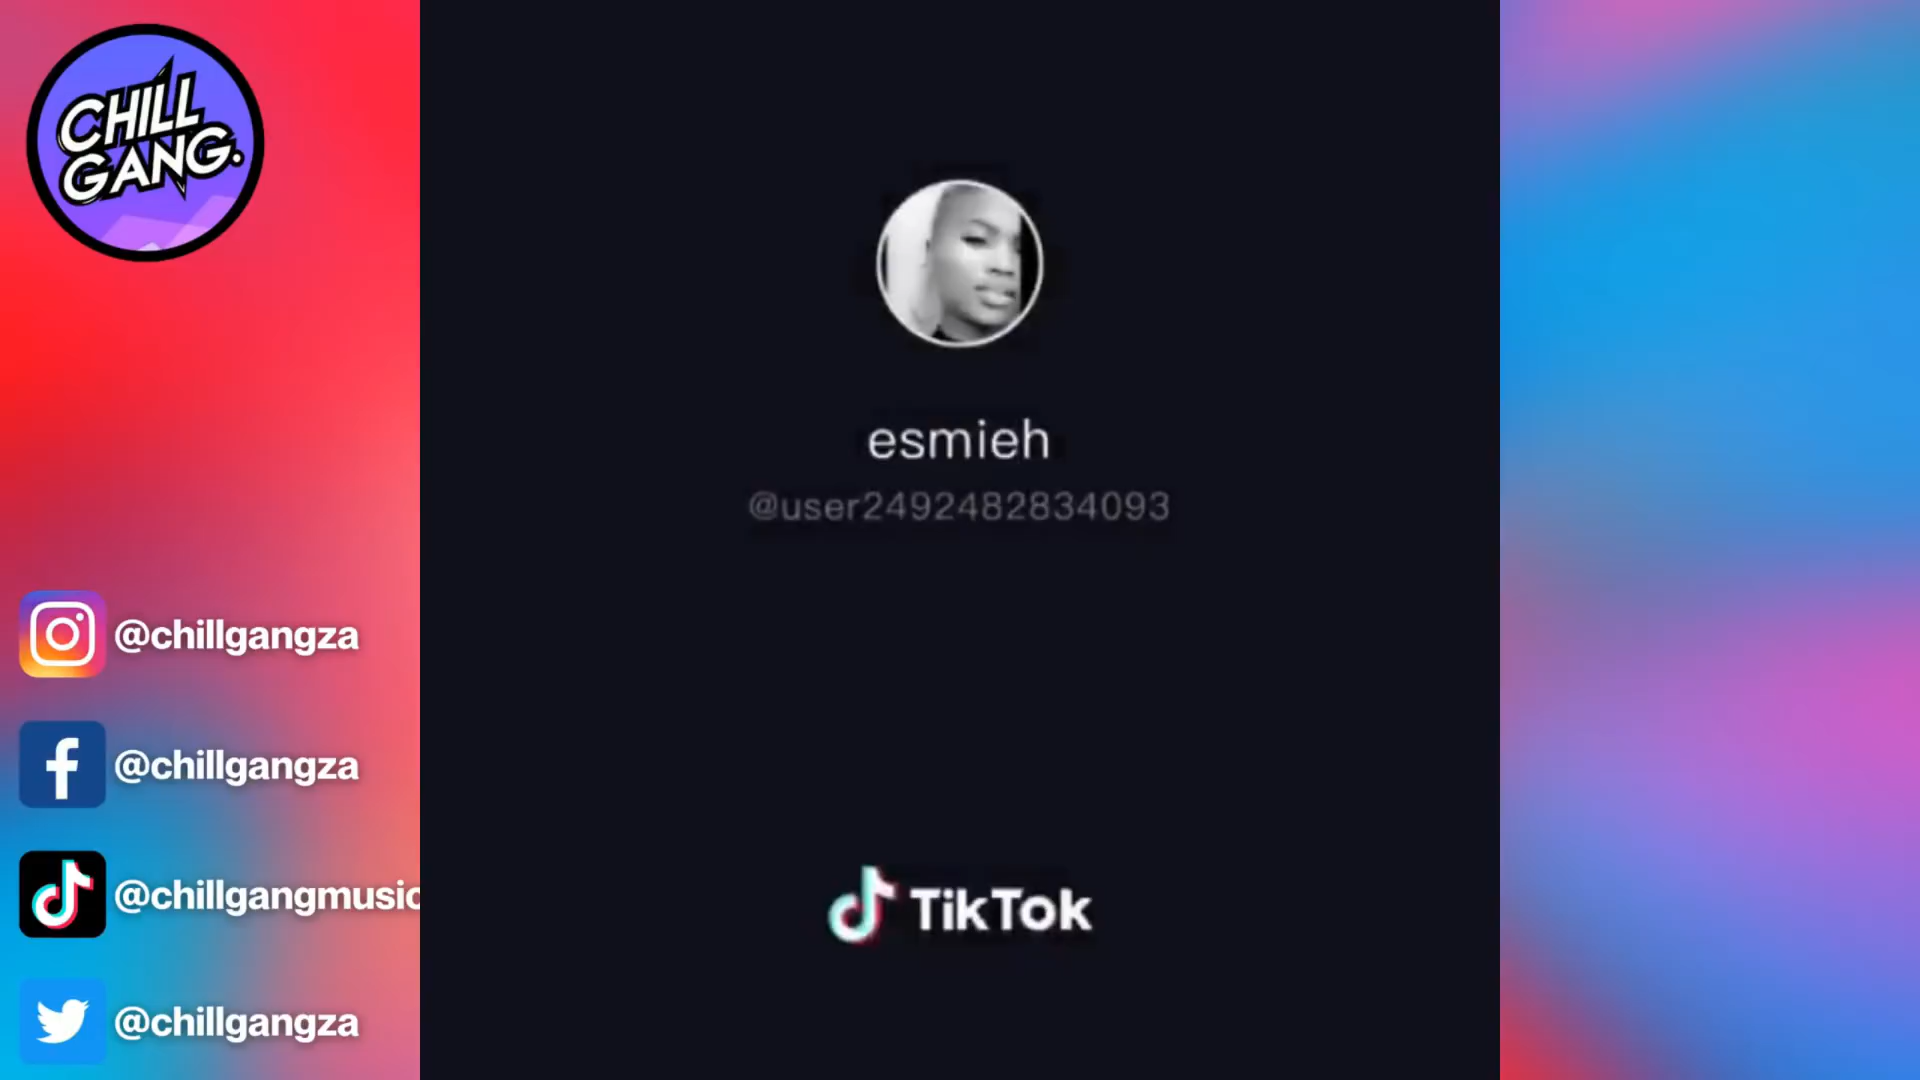 CHILL
GANG.
esmieh
@user2492482834093
@chillgangza
@chillgangza
@chillgangmusic
@chillgangza
TikTok